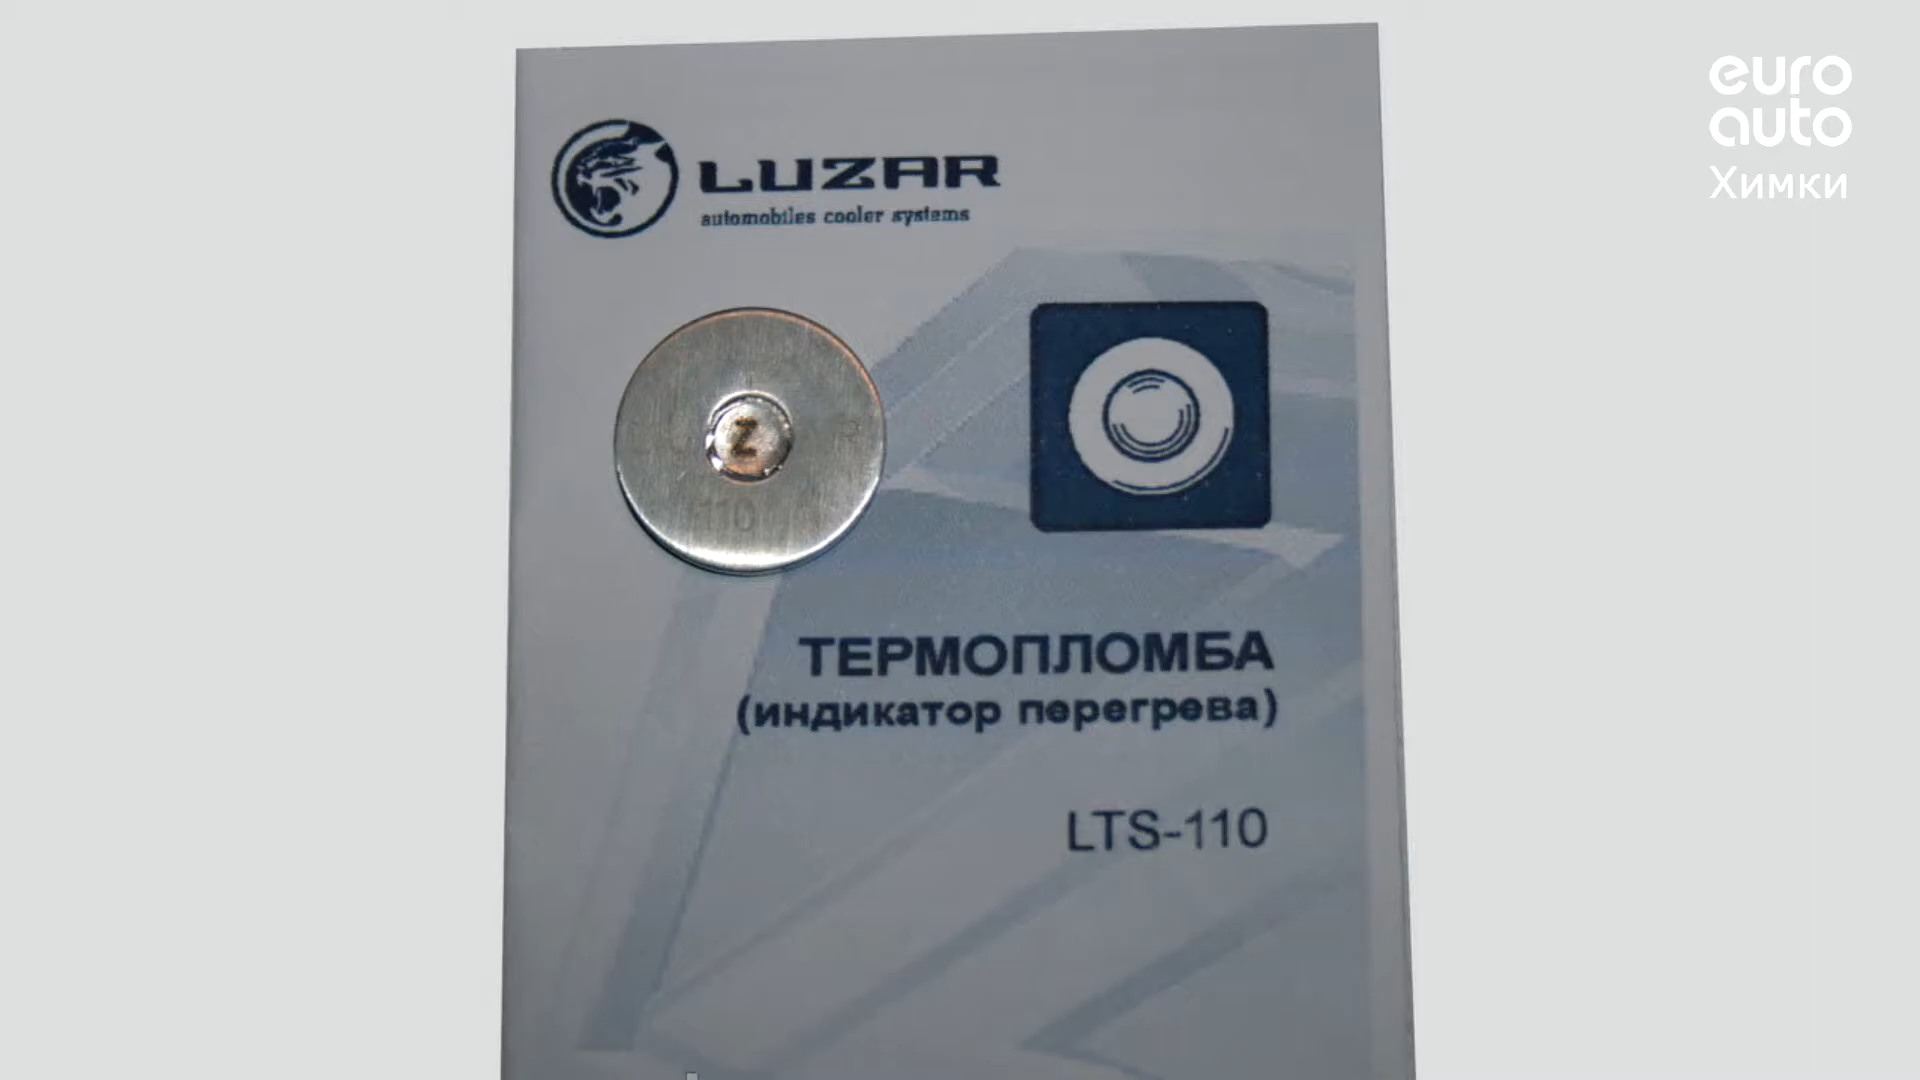 euro
auto
Химки
LUZAR
automobiles cooler systems
Z
R
110
ТЕРМОПЛОМБА
(индикатор перегрева)
LTS-110